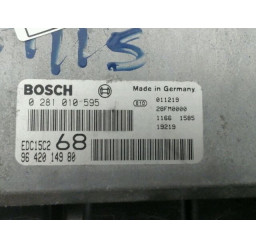 BOSCH
Made in Germany
0 281 010 595
011219
28FM0000
1166 1585
19219
EDC15C2 68
96 420 149 80